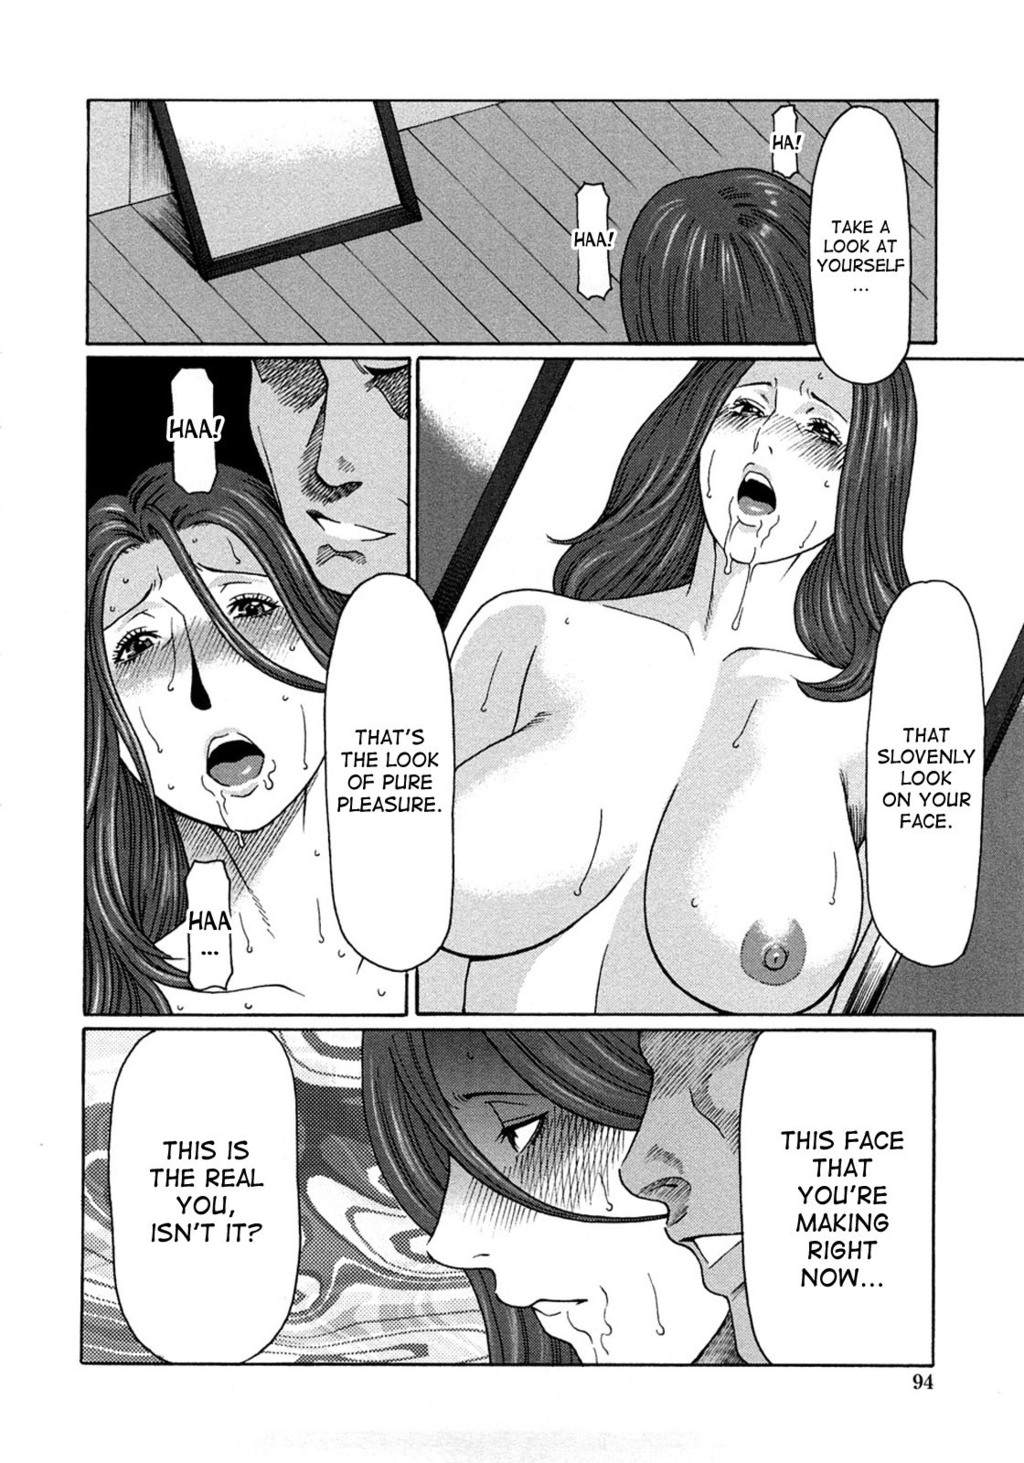 HA!
TAKE A
LOOK AT
YOURSELF
...
HAA!
THAT
SLOVENLY
LOOK
ON YOUR
FACE.
HAA!
THAT'S
THE LOOK
OF PURE
PLEASURE.
HAA
...
THIS FACE
THAT
YOU'RE
MAKING
RIGHT
NOW...
THIS IS
THE REAL
YOU,
ISN'T IT?
94